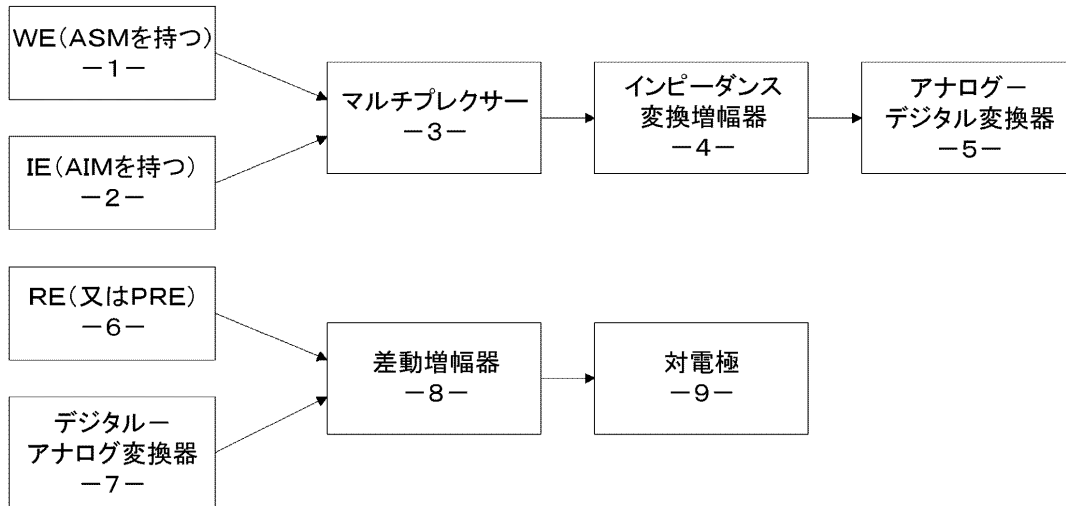 WE(ASMを持つ)
－1－
IE(AIMを持つ)
－2－
マルチプレクサー
－3－
インピーダンス
変換増幅器
－4－
アナログ－
デジタル変換器
－5－
RE(又はPRE)
－6－
デジタル－
アナログ変換器
－7－
差動増幅器
－8－
対電極
－9－